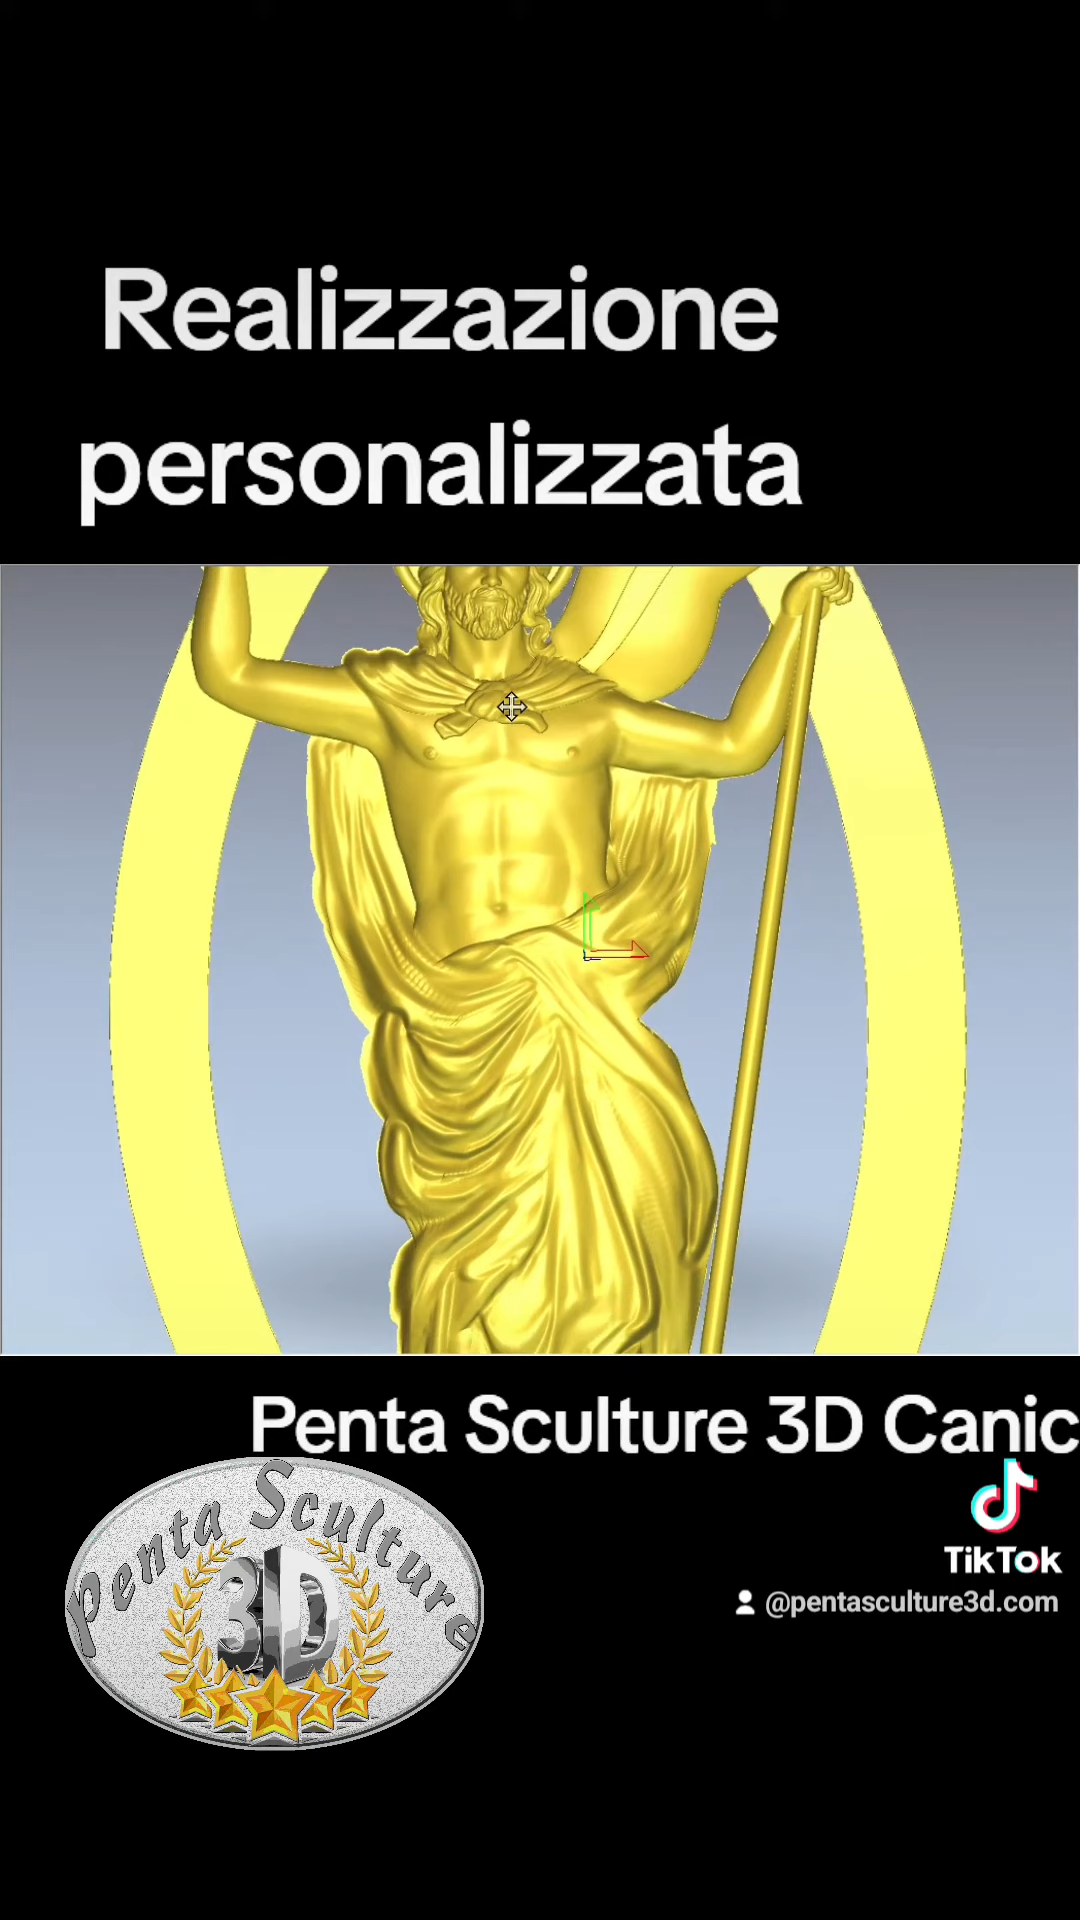 Realizzazione
personalizzata
Penta Sculture 3D Canic
Penta Sculture
3D
TikTok
@pentasculture3d.com